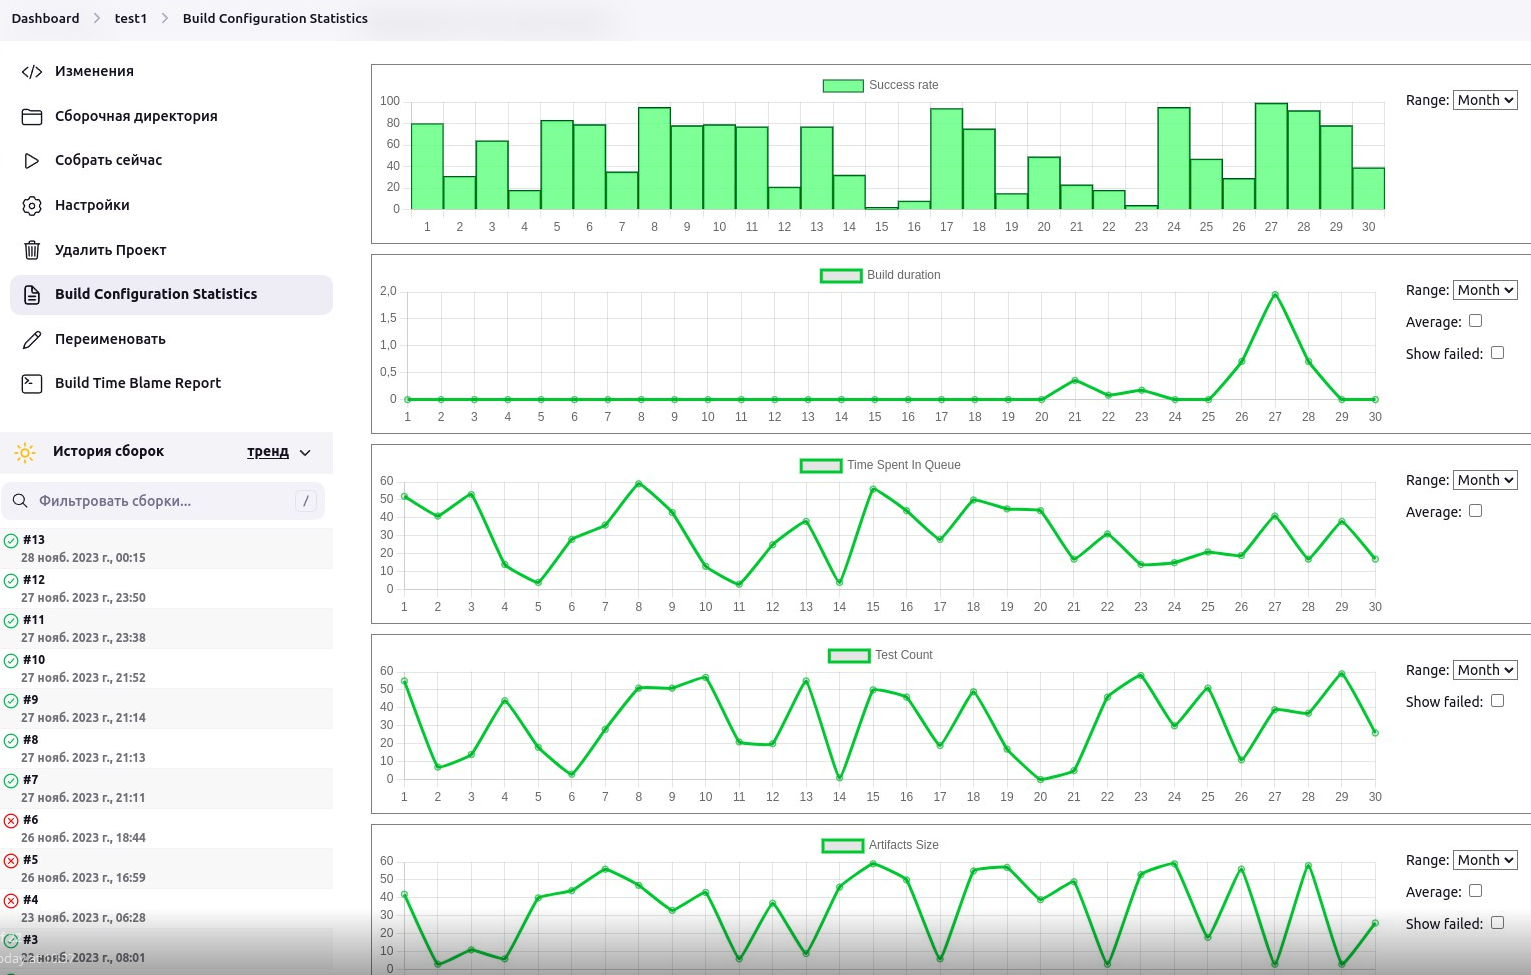 Dashboard > test1 > Build Configuration Statistics
Изменения
Сборочная директория
Собрать сейчас
Настройки
Удалить Проект
Build Configuration Statistics
Переименовать
Build Time Blame Report
История сборок тренд
Фильтровать сборки... /
#13
28 нояб. 2023 г., 00:15
#12
27 нояб. 2023 г., 23:50
#11
27 нояб. 2023 г., 23:38
#10
27 нояб. 2023 г., 21:52
#9
27 нояб. 2023 г., 21:14
#8
27 нояб. 2023 г., 21:13
#7
27 нояб. 2023 г., 21:11
#6
26 нояб. 2023 г., 18:44
#5
26 нояб. 2023 г., 16:59
#4
23 нояб. 2023 г., 06:28
#3
22 нояб. 2023 г., 08:01
Success rate
100
80
60
40
20
0
1 2 3 4 5 6 7 8 9 10 11 12 13 14 15 16 17 18 19 20 21 22 23 24 25 26 27 28 29 30
Range: Month
Build duration
2,0
1,5
1,0
0,5
0
1 2 3 4 5 6 7 8 9 10 11 12 13 14 15 16 17 18 19 20 21 22 23 24 25 26 27 28 29 30
Range: Month
Average:
Show failed:
Time Spent In Queue
60
50
40
30
20
10
0
1 2 3 4 5 6 7 8 9 10 11 12 13 14 15 16 17 18 19 20 21 22 23 24 25 26 27 28 29 30
Range: Month
Average:
Test Count
60
50
40
30
20
10
0
1 2 3 4 5 6 7 8 9 10 11 12 13 14 15 16 17 18 19 20 21 22 23 24 25 26 27 28 29 30
Range: Month
Show failed:
Artifacts Size
60
50
40
30
20
10
0
Range: Month
Average:
Show failed: